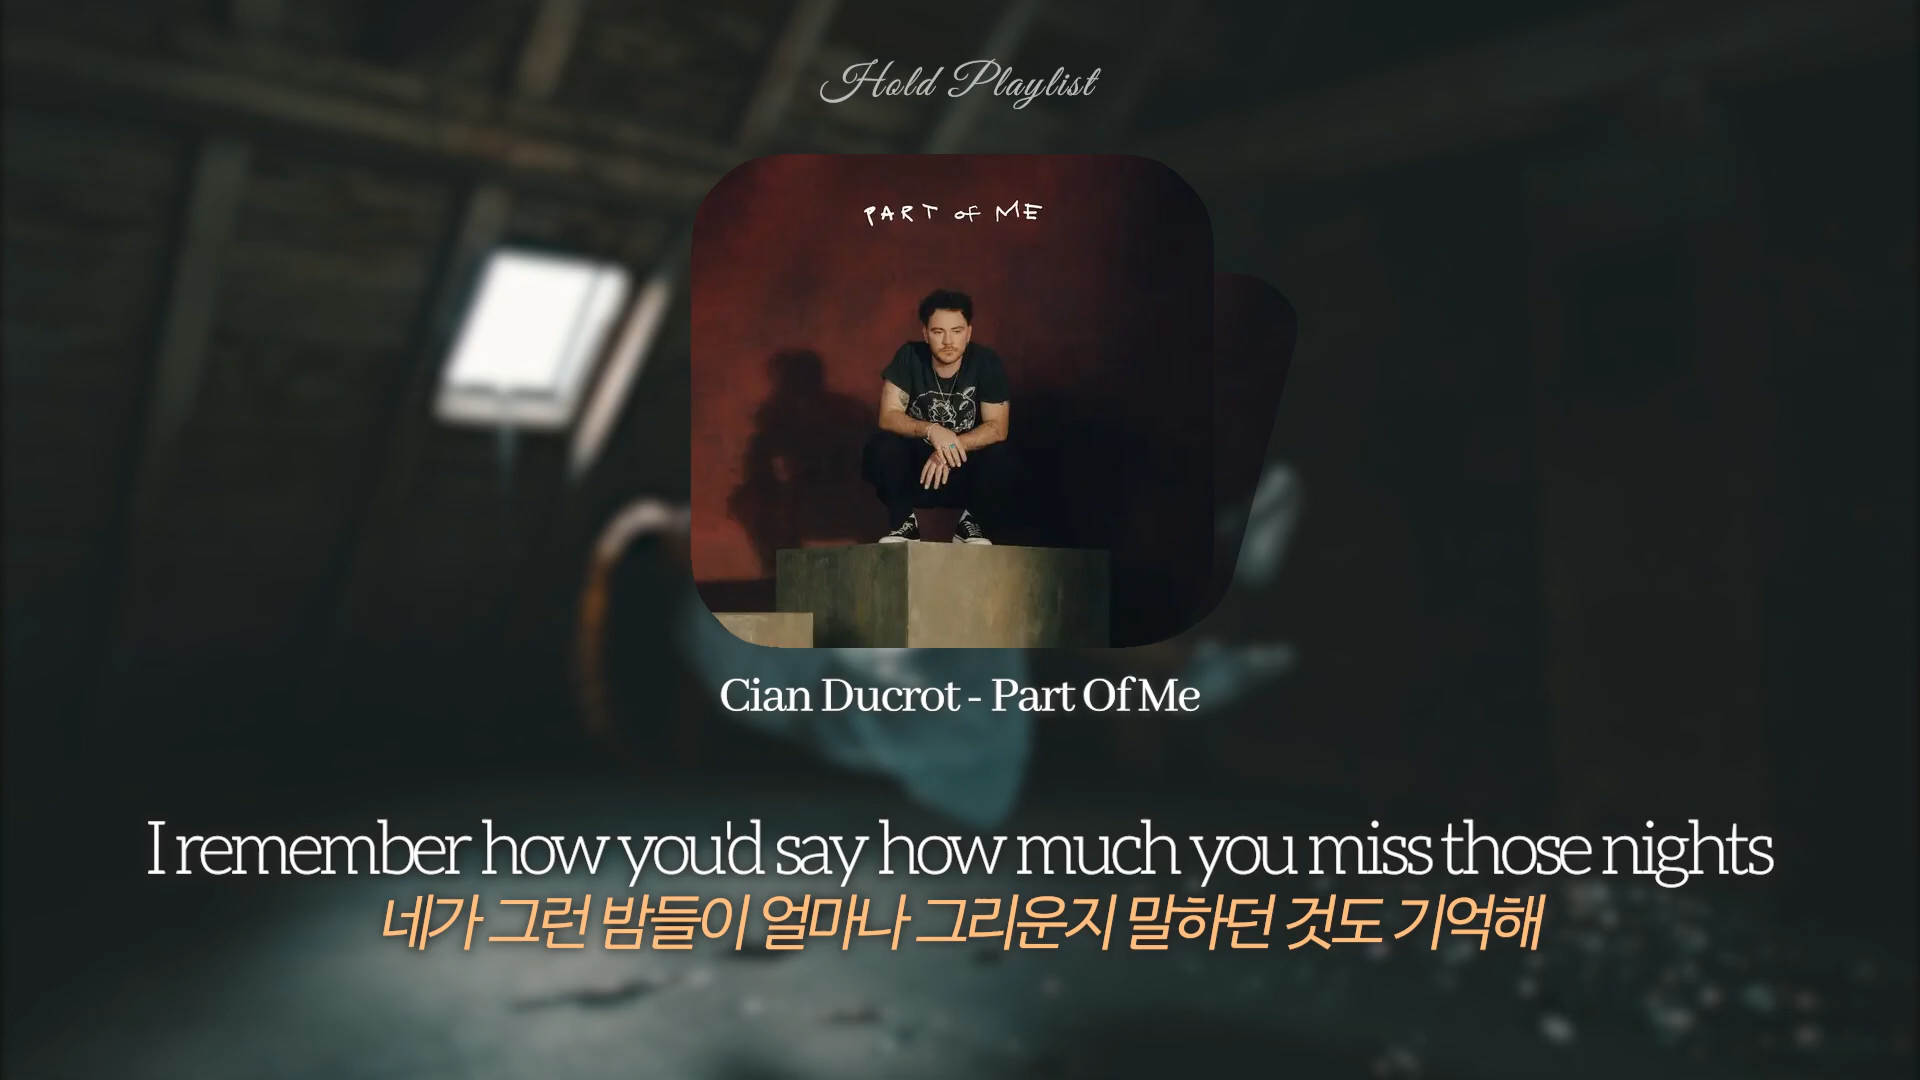 Hold Playlist
PART of ME
Cian Ducrot - Part Of Me
I remember how you'd say how much you miss those nights
네가 그런 밤들이 얼마나 그리운지 말하던 것도 기억해